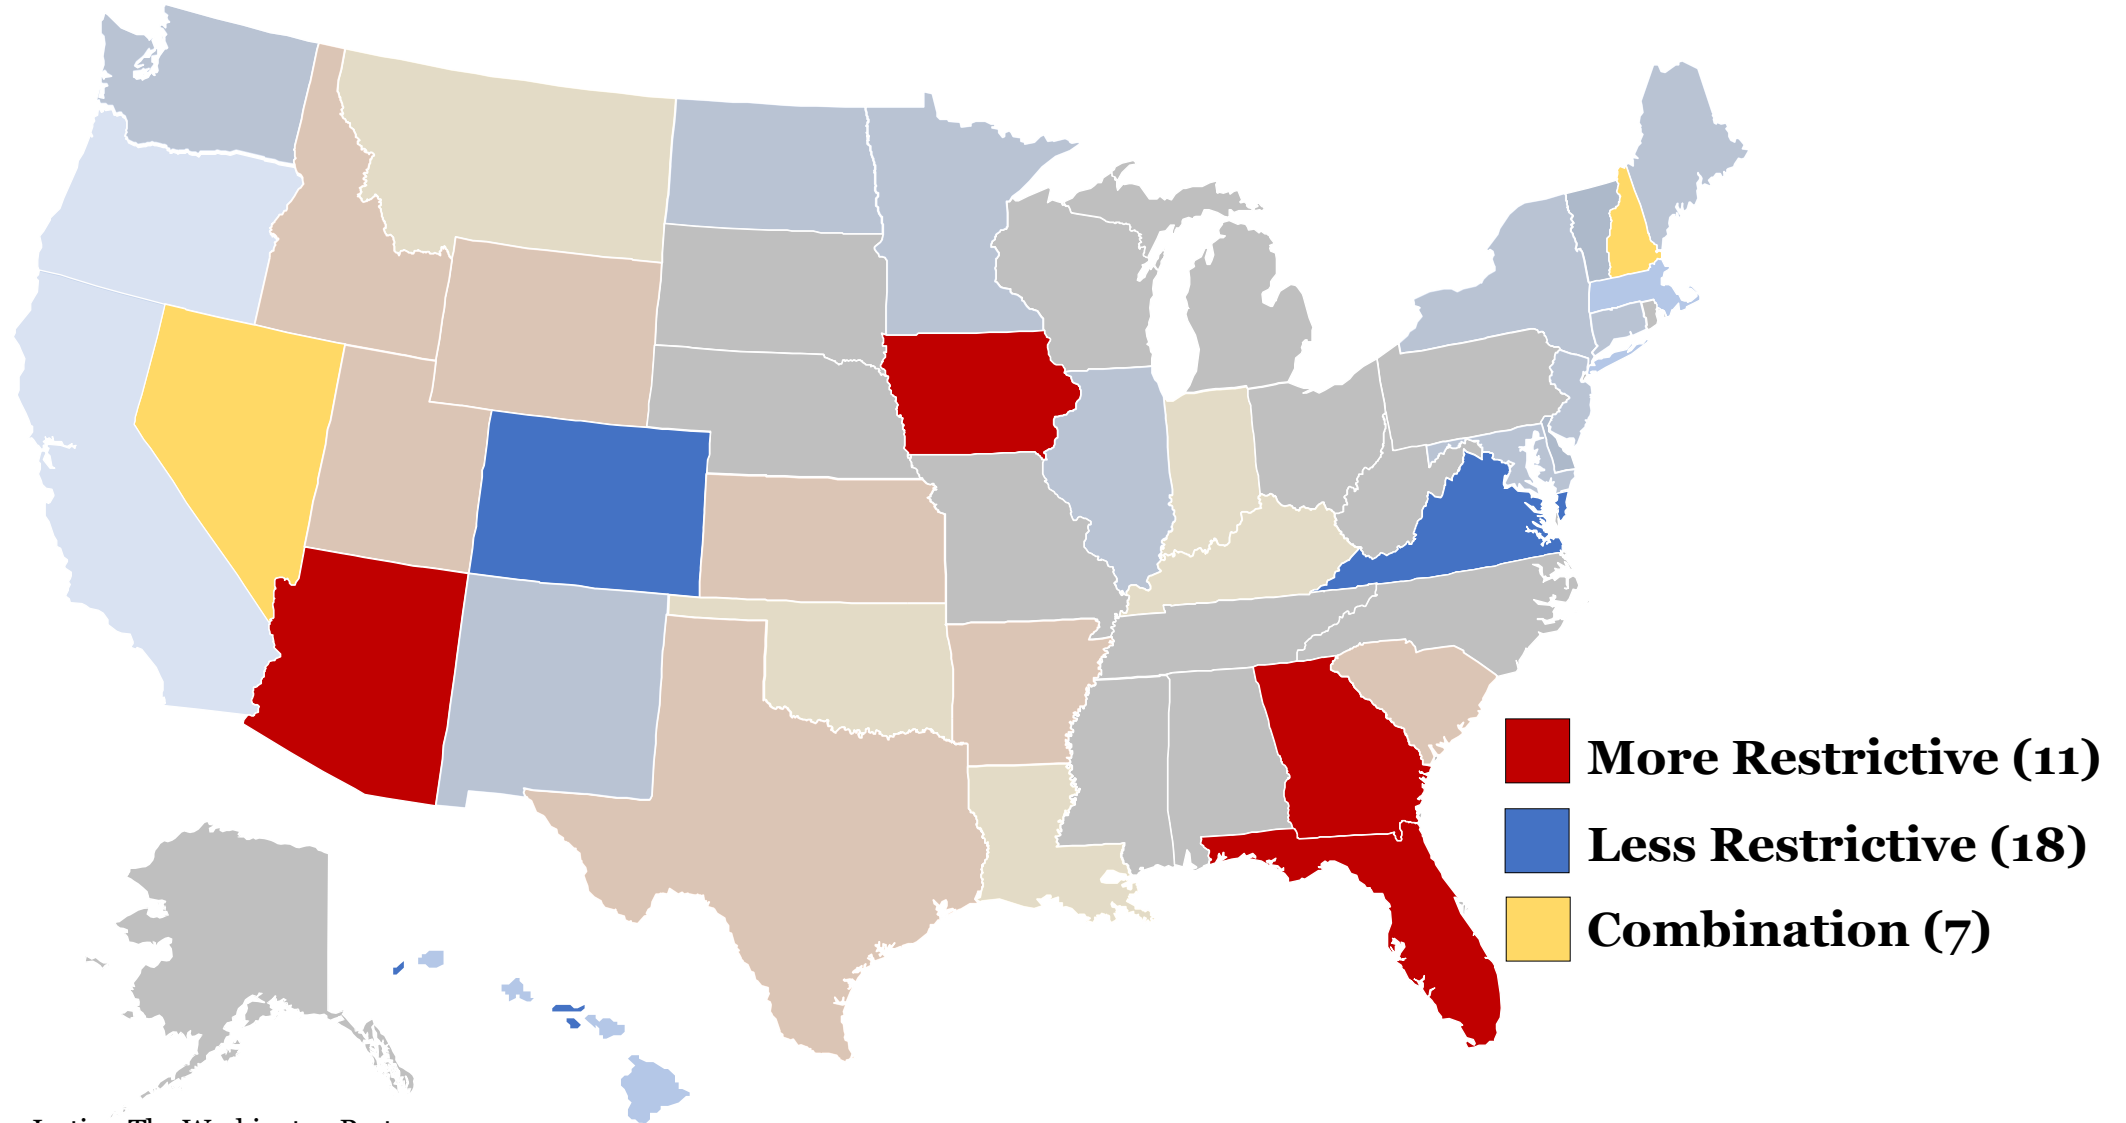 More Restrictive (11)
Less Restrictive (18)
Combination (7)